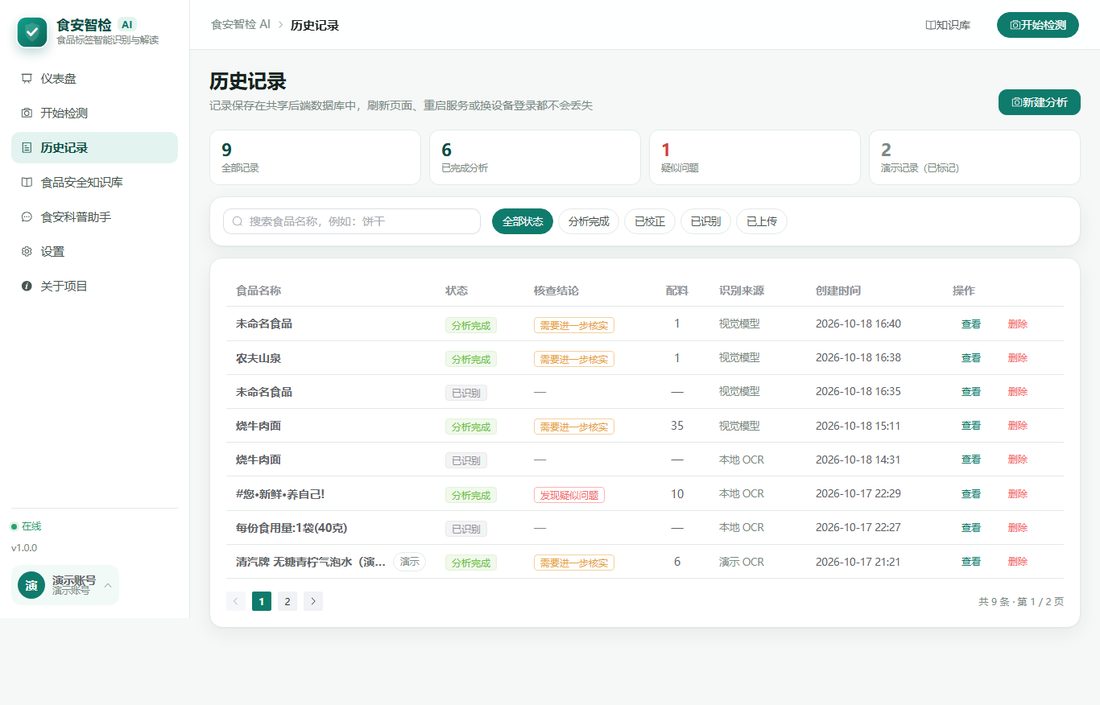 食安智检 AI
食品标签智能识别与解读
仪表盘
开始检测
历史记录
食品安全知识库
食安科普助手
设置
关于项目
在线
v1.0.0
演
演示账号
演示账号
食安智检 AI > 历史记录
知识库
开始检测
历史记录
记录保存在共享后端数据库中，刷新页面、重启服务或换设备登录都不会丢失
新建分析
9
全部记录
6
已完成分析
1
疑似问题
2
演示记录（已标记）
搜索食品名称，例如：饼干
全部状态 分析完成 已校正 已识别 已上传
食品名称 状态 核查结论 配料 识别来源 创建时间 操作
未命名食品 分析完成 需要进一步核实 1 视觉模型 2026-10-18 16:40 查看 删除
农夫山泉 分析完成 需要进一步核实 1 视觉模型 2026-10-18 16:38 查看 删除
未命名食品 已识别 — — 视觉模型 2026-10-18 16:35 查看 删除
烧牛肉面 分析完成 需要进一步核实 35 视觉模型 2026-10-18 15:11 查看 删除
烧牛肉面 已识别 — — 本地 OCR 2026-10-18 14:31 查看 删除
#您•新鲜•养自己! 分析完成 发现疑似问题 10 本地 OCR 2026-10-17 22:29 查看 删除
每份食用量:1袋(40克) 已识别 — — 本地 OCR 2026-10-17 22:27 查看 删除
清汽牌 无糖青柠气泡水（演... 演示 分析完成 需要进一步核实 6 演示 OCR 2026-10-17 21:21 查看 删除
< 1 2 >
共 9 条 · 第 1 / 2 页